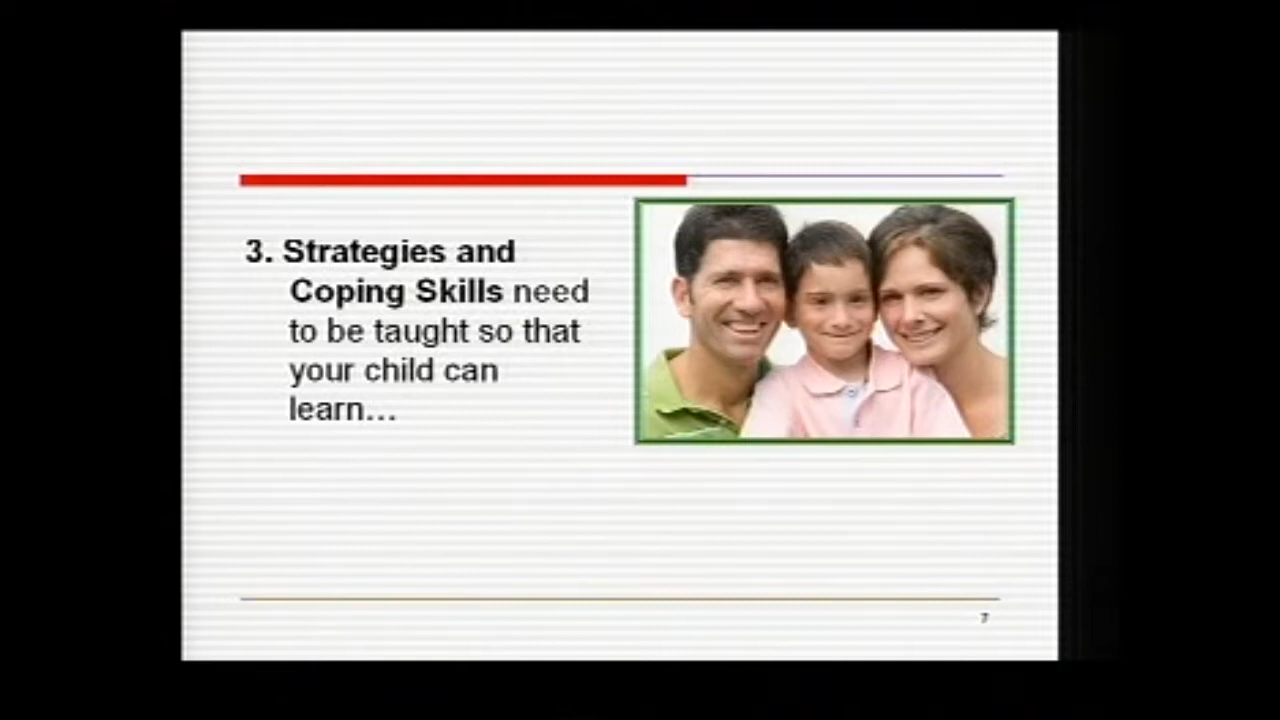 3. Strategies and
Coping Skills need
to be taught so that
your child can
learn…
7